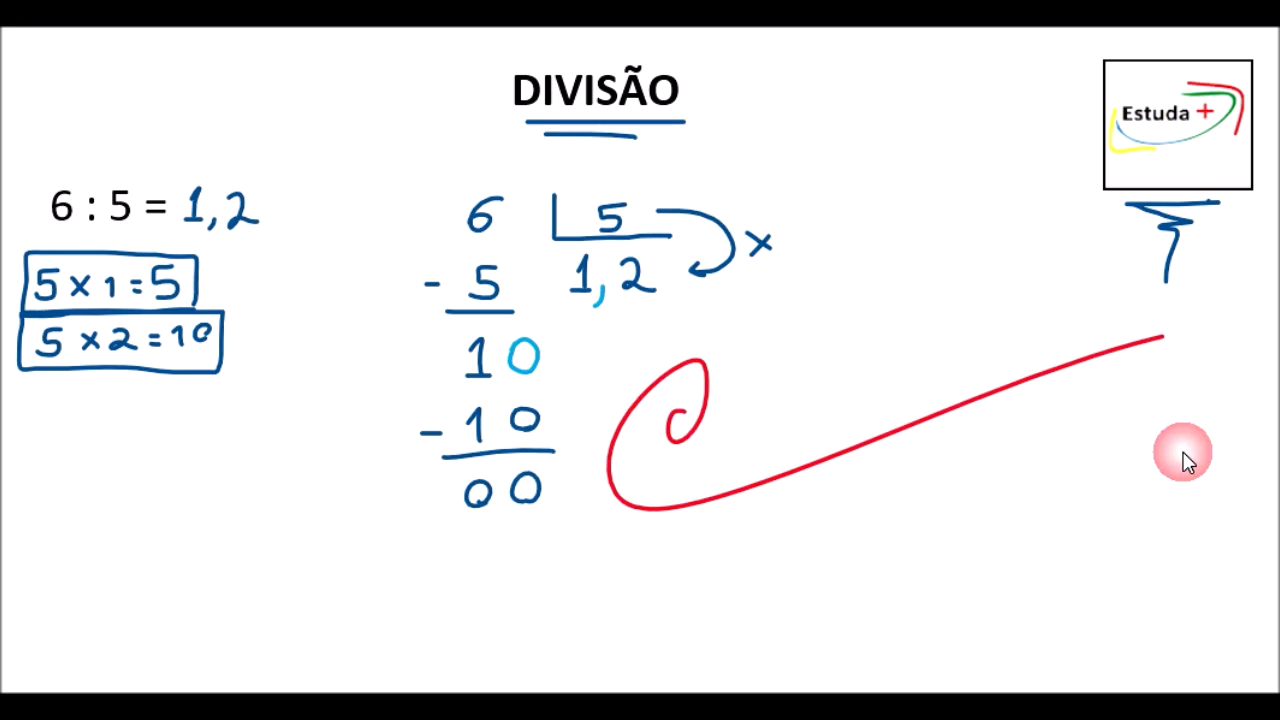 DIVISÃO
Estuda +
6 : 5 = 1,2
5 x 1 = 5
5 x 2 = 10
6 5
x
- 5 1,2
10
- 10
00